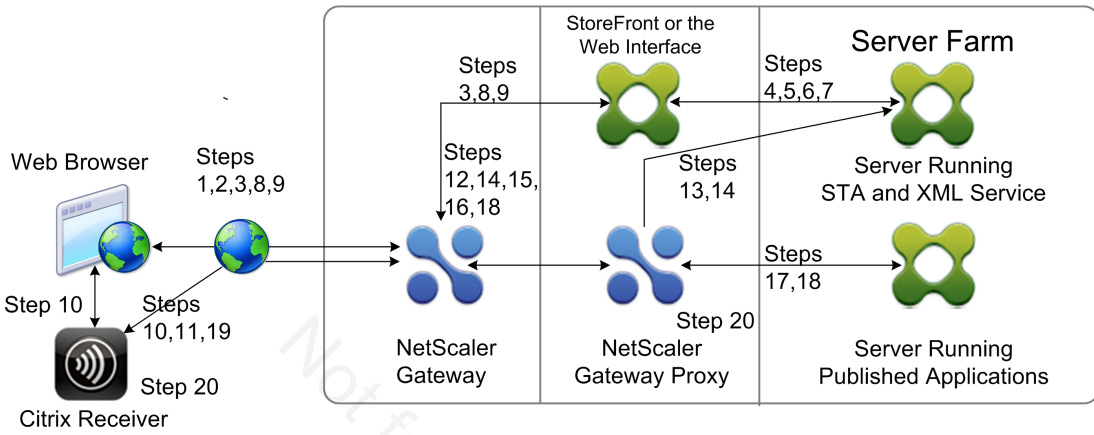 StoreFront or the
Web Interface
Server Farm
Steps
3,8,9
Steps
4,5,6,7
Web Browser
Steps
1,2,3,8,9
Steps
12,14,15,
16,18
Steps
13,14
Server Running
STA and XML Service
Steps
17,18
Step 10
Steps
10,11,19
Step 20
NetScaler
Gateway
NetScaler
Gateway Proxy
Server Running
Published Applications
Step 20
Citrix Receiver
Not f